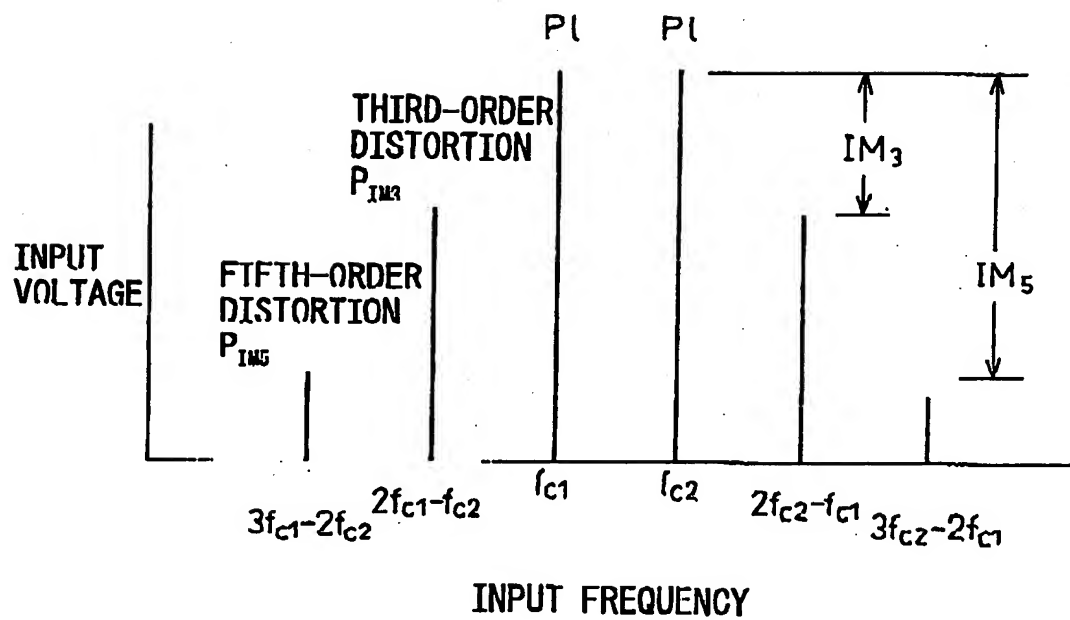 Pl Pl
THIRD-ORDER
DISTORTION
PIM3
IM3
INPUT
VOLTAGE
FIFTH-ORDER
DISTORTION
PIM5
IM5
3fC1-2fC2
2fC1-fC2
fC1
fC2
2fC2-fC1
3fC2-2fC1
INPUT FREQUENCY